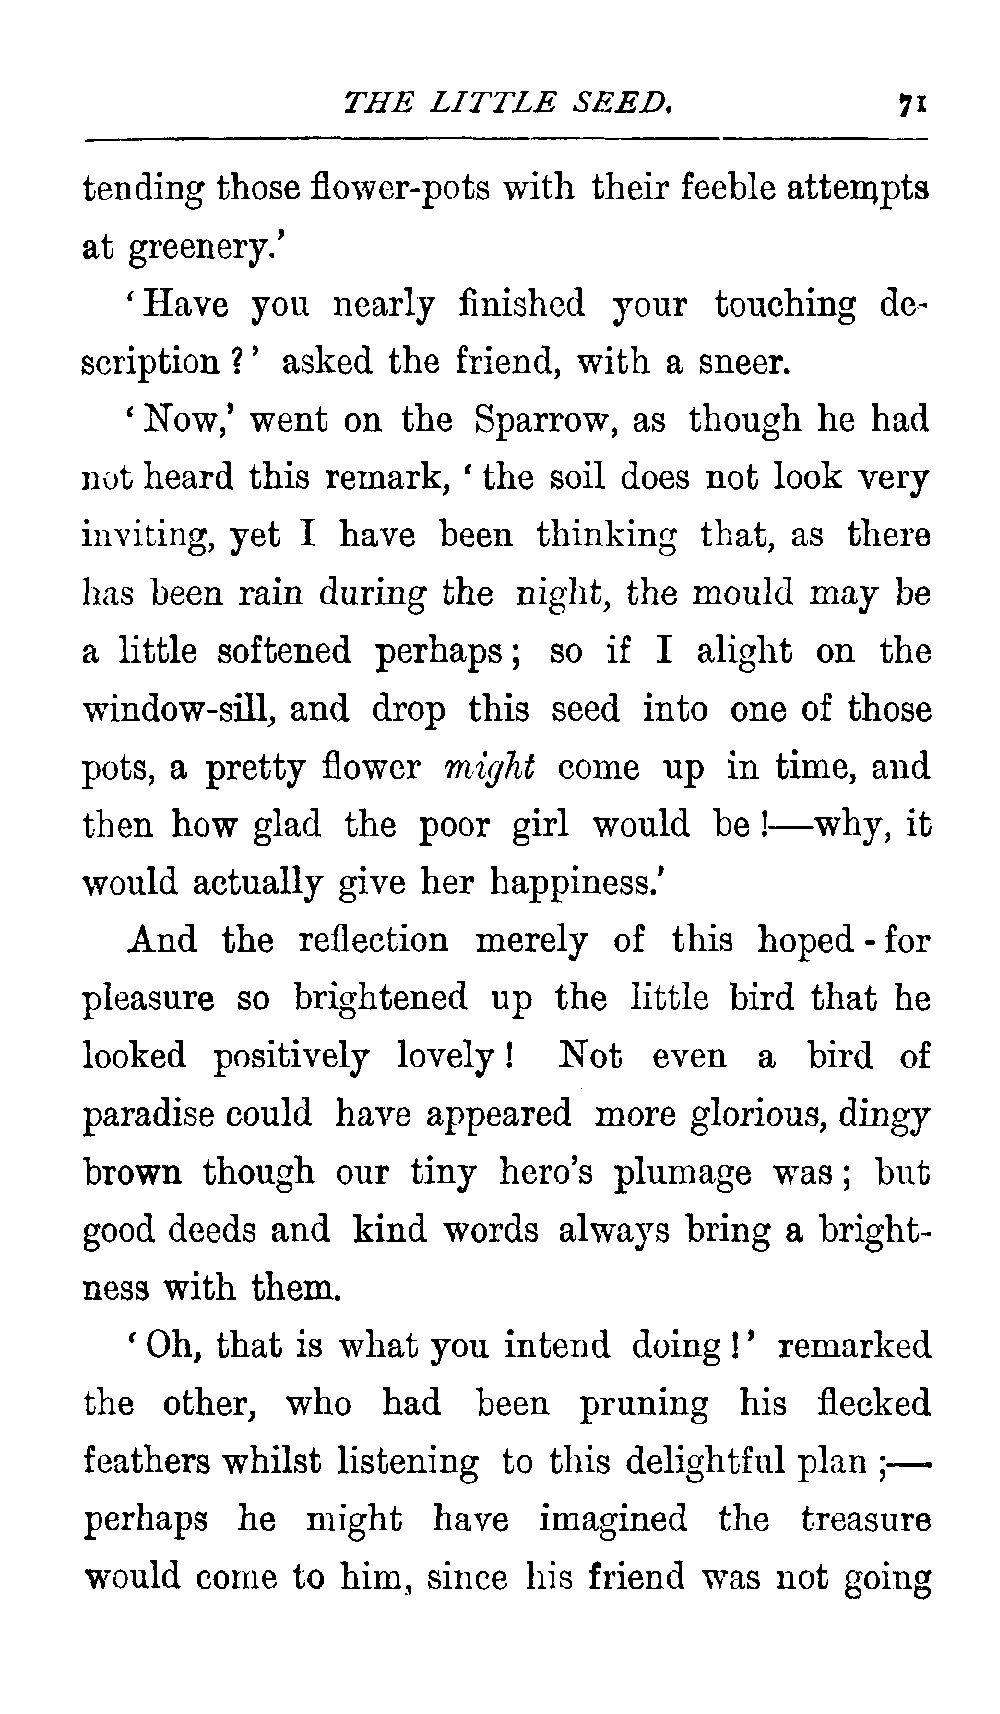 THE LITTLE SEED. 71
tending those flower-pots with their feeble attempts
at greenery.'
'Have you nearly finished your touching de-
scription?' asked the friend, with a sneer.
'Now,' went on the Sparrow, as though he had
not heard this remark, 'the soil does not look very
inviting, yet I have been thinking that, as there
has been rain during the night, the mould may be
a little softened perhaps; so if I alight on the
window-sill, and drop this seed into one of those
pots, a pretty flower might come up in time, and
then how glad the poor girl would be!—why, it
would actually give her happiness.'
And the reflection merely of this hoped-for
pleasure so brightened up the little bird that he
looked positively lovely! Not even a bird of
paradise could have appeared more glorious, dingy
brown though our tiny hero's plumage was; but
good deeds and kind words always bring a bright-
ness with them.
'Oh, that is what you intend doing!' remarked
the other, who had been pruning his flecked
feathers whilst listening to this delightful plan;—
perhaps he might have imagined the treasure
would come to him, since his friend was not going